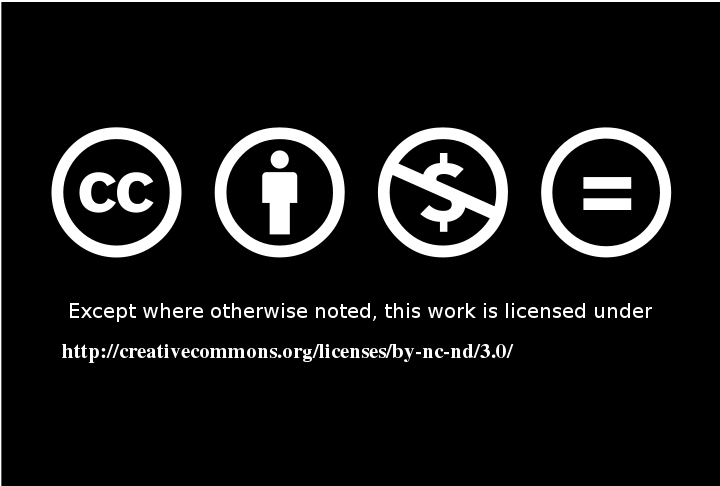 cc
$
=
Except where otherwise noted, this work is licensed under
http://creativecommons.org/licenses/by-nc-nd/3.0/